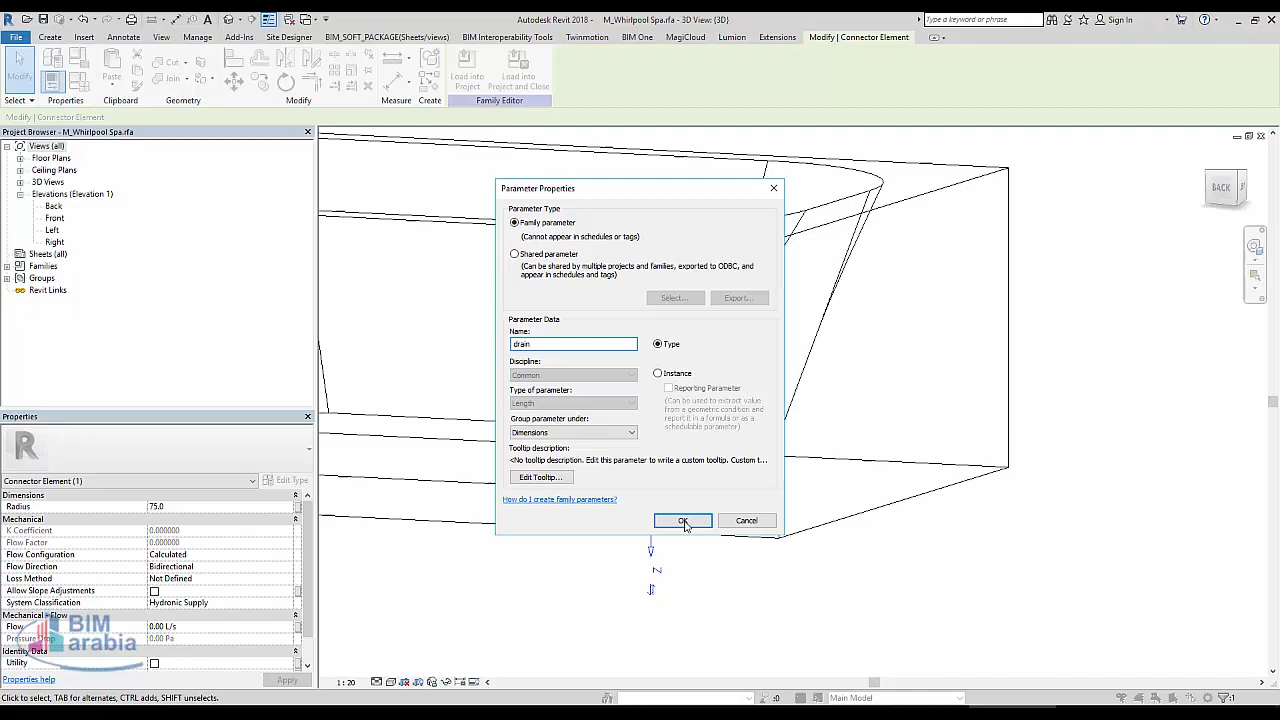 Autodesk Revit 2018 - M_Whirlpool Spa.rfa - 3D View: {3D}
Type a keyword or phrase
Sign In
File Create Insert Annotate View Manage Add-Ins Site Designer BIM_SOFT_PACKAGE(Sheets/views) BIM Interoperability Tools Twinmotion BIM One MagiCloud Lumion Extensions Modify | Connector Element
Modify
Paste
Cut
Join
Load into Project
Load into Project and Close
Select Properties Clipboard Geometry Modify Measure Create Family Editor
Modify | Connector Element
Project Browser - M_Whirlpool Spa.rfa
Views (all)
Floor Plans
Ceiling Plans
3D Views
Elevations (Elevation 1)
Back
Front
Left
Right
Sheets (all)
Families
Groups
Revit Links
BACK
Parameter Properties
Parameter Type
Family parameter
(Cannot appear in schedules or tags)
Shared parameter
(Can be shared by multiple projects and families, exported to ODBC, and
appear in schedules and tags)
Select... Export...
Parameter Data
Name:
drain
Type
Discipline:
Common
Instance
Reporting Parameter
Type of parameter:
Length
(Can be used to extract value
from a geometric condition and
report it in a formula or as a
schedulable parameter)
Group parameter under:
Dimensions
Tooltip description:
<No tooltip description. Edit this parameter to write a custom tooltip. Custom t...
Edit Tooltip...
How do I create family parameters?
OK Cancel
Z
Properties
R
Connector Element (1) Edit Type
Dimensions
Radius 75.0
Mechanical
K Coefficient 0.000000
Flow Factor 0.000000
Flow Configuration Calculated
Flow Direction Bidirectional
Loss Method Not Defined
Allow Slope Adjustments
System Classification Hydronic Supply
Mechanical - Flow
Flow 0.00 L/s
Pressure Drop 0.00 Pa
Identity Data
Utility
BIM
arabia
Properties help Apply
1 : 20
Click to select, TAB for alternates, CTRL adds, SHIFT unselects.
:0
Main Model
:1